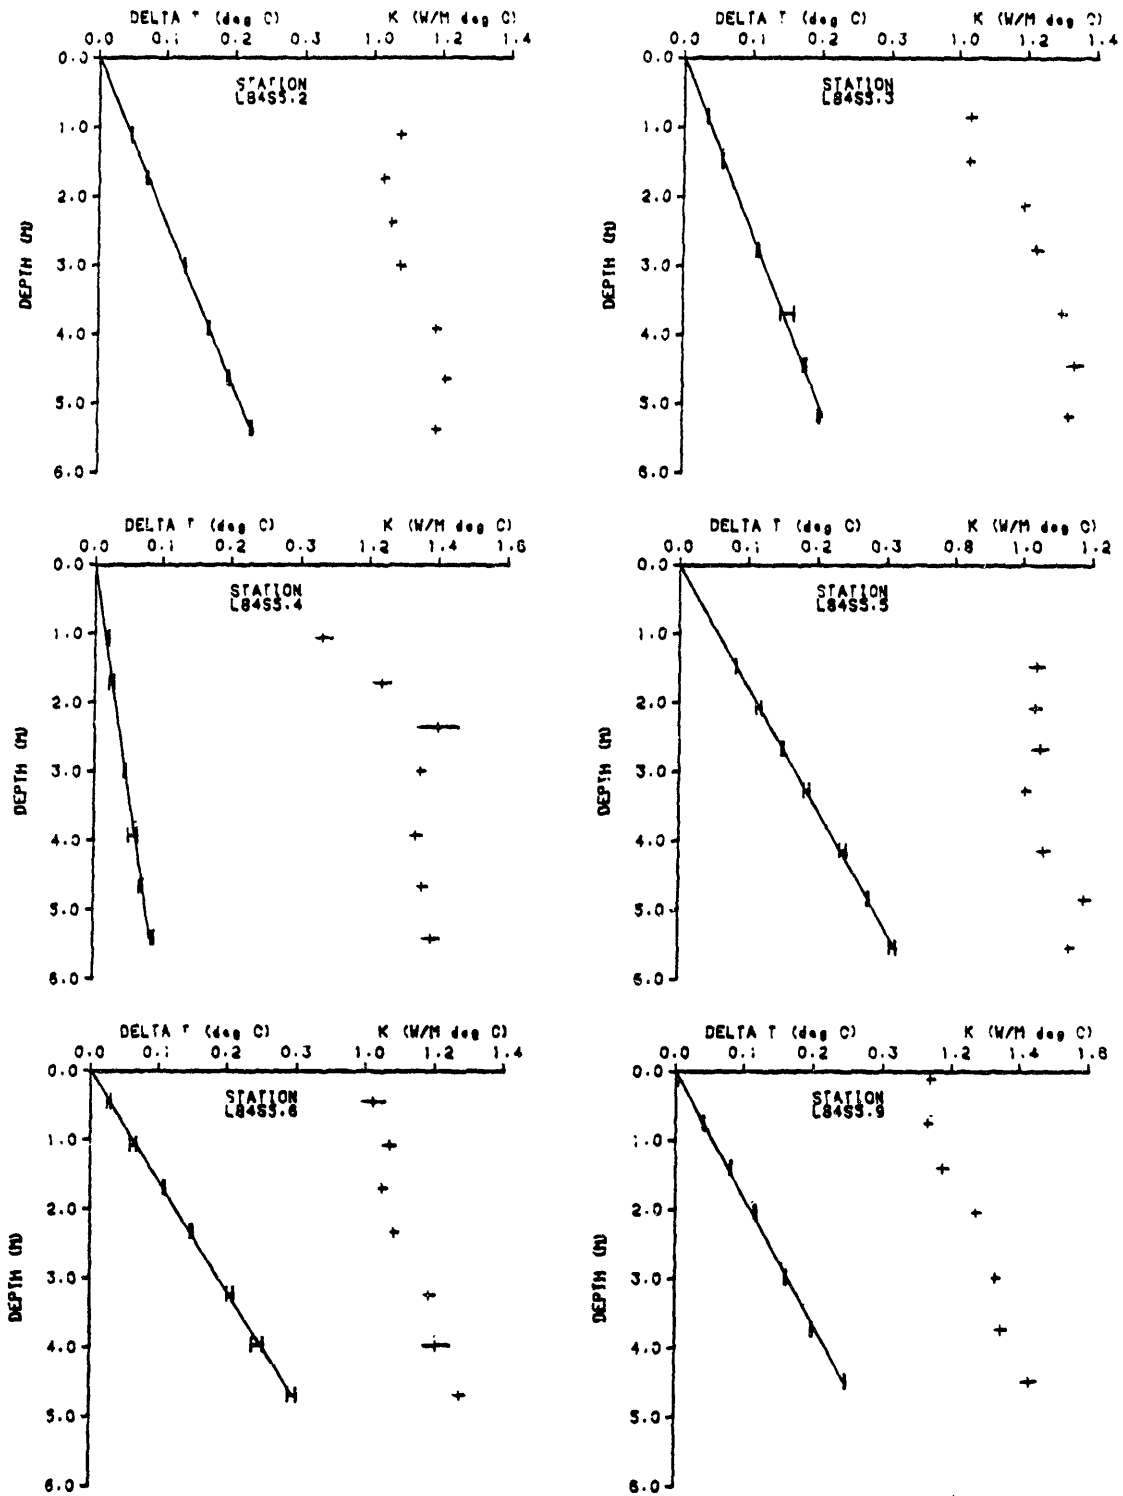 DELTA T (deg C) K (W/M deg C)
0.0 0.1 0.2 0.3 1.0 1.2 1.4
0.0
STATION
L84S5.2
1.0
2.0
3.0
4.0
5.0
6.0
DEPTH (M)
DELTA T (deg C) K (W/M deg C)
0.0 0.1 0.2 0.3 1.0 1.2 1.4
0.0
STATION
L84S5.3
1.0
2.0
3.0
4.0
5.0
6.0
DEPTH (M)
DELTA T (deg C) K (W/M deg C)
0.0 0.1 0.2 0.3 1.2 1.4 1.6
0.0
STATION
L84S5.4
1.0
2.0
3.0
4.0
5.0
6.0
DEPTH (M)
DELTA T (deg C) K (W/M deg C)
0.0 0.1 0.2 0.3 0.8 1.0 1.2
0.0
STATION
L84S5.5
1.0
2.0
3.0
4.0
5.0
6.0
DEPTH (M)
DELTA T (deg C) K (W/M deg C)
0.0 0.1 0.2 0.3 1.0 1.2 1.4
0.0
STATION
L84S5.6
1.0
2.0
3.0
4.0
5.0
6.0
DEPTH (M)
DELTA T (deg C) K (W/M deg C)
0.0 0.1 0.2 0.3 1.2 1.4 1.6
0.0
STATION
L84S5.9
1.0
2.0
3.0
4.0
5.0
6.0
DEPTH (M)